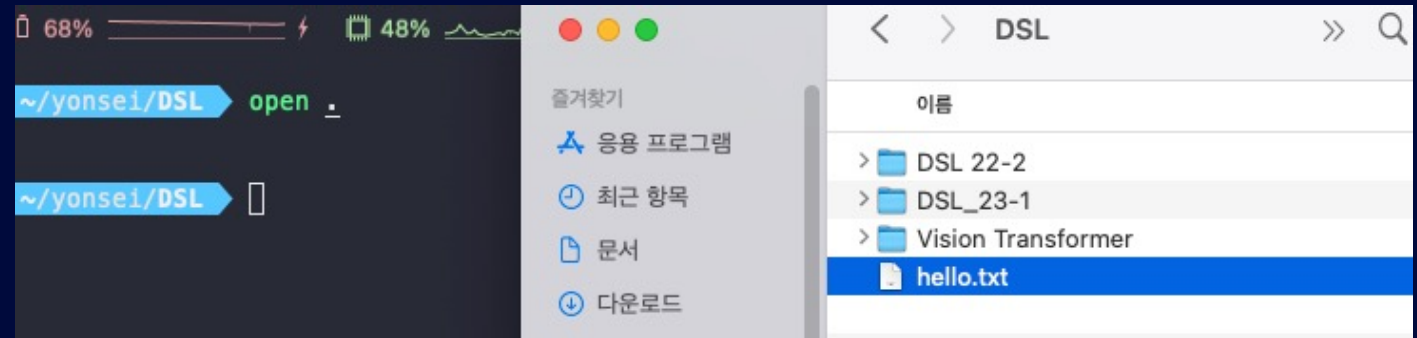 68% 48%
~/yonsei/DSL open .
~/yonsei/DSL
즐겨찾기
응용 프로그램
최근 항목
문서
다운로드
DSL
이름
DSL 22-2
DSL_23-1
Vision Transformer
hello.txt